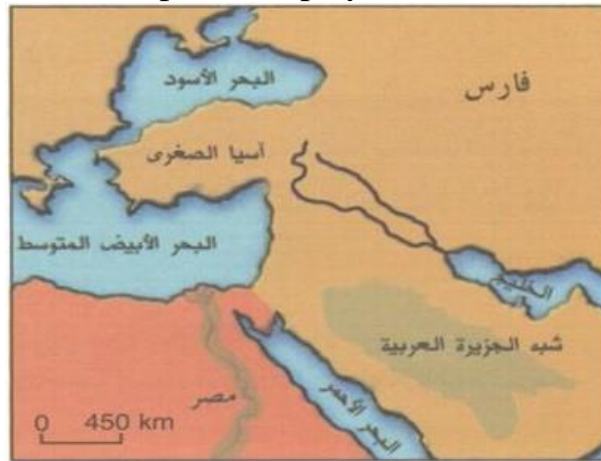 البحر الأسود
فارس
آسيا الصغرى
البحر الأبيض المتوسط
الخليج
شبه الجزيرة العربية
مصر
البحر الأحمر
0 450 km